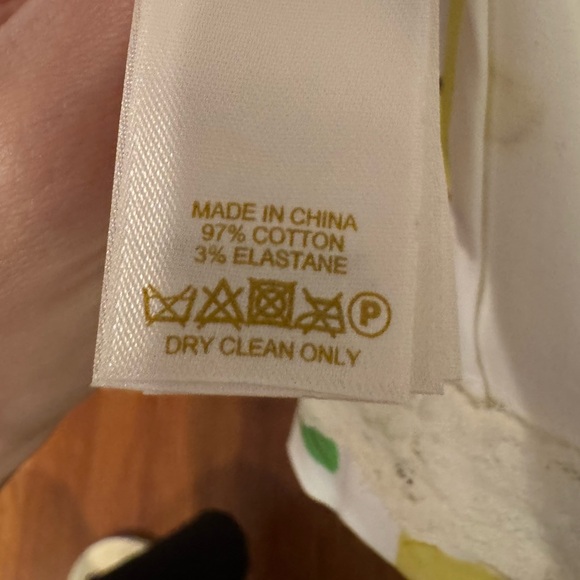 MADE IN CHINA
97% COTTON
3% ELASTANE
P
DRY CLEAN ONLY